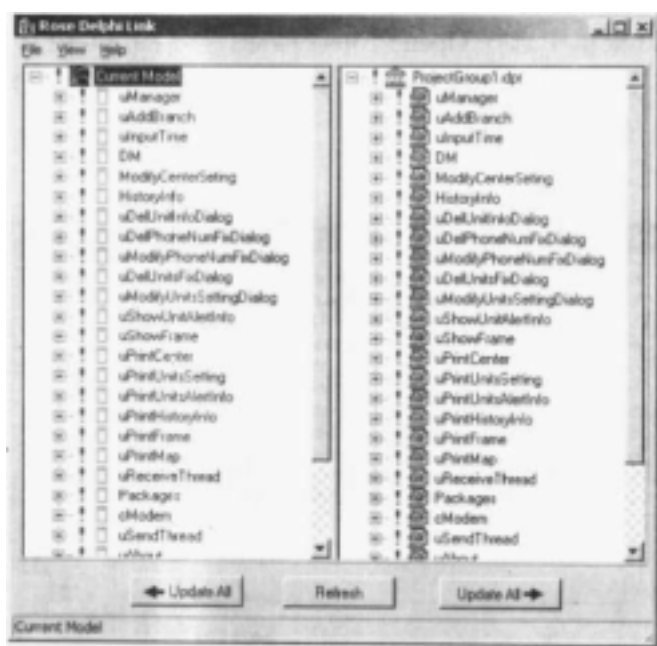 Rose Delphi Link
File View Help
Current Model
uManager
uAddBranch
uInputTime
DM
ModifyCenterSeting
HistoryInfo
uDelUnitInfoDialog
uDelPhoneNumFixDialog
uModifyPhoneNumFixDialog
uDelUnitsFixDialog
uModifyUnitsSettingDialog
uShowUnitAlertInfo
uShowFrame
uPrintCenter
uPrintUnitsSetting
uPrintUnitsAlertInfo
uPrintHistoryInfo
uPrintFrame
uPrintMap
uReceiveThread
Packages
cModem
uSendThread
uAbout
ProjectGroup1.dpr
uManager
uAddBranch
uInputTime
DM
ModifyCenterSeting
HistoryInfo
uDelUnitInfoDialog
uDelPhoneNumFixDialog
uModifyPhoneNumFixDialog
uDelUnitsFixDialog
uModifyUnitsSettingDialog
uShowUnitAlertInfo
uShowFrame
uPrintCenter
uPrintUnitsSetting
uPrintUnitsAlertInfo
uPrintHistoryInfo
uPrintFrame
uPrintMap
uReceiveThread
Packages
cModem
uSendThread
uAbout
Update All Refresh Update All
Current Model